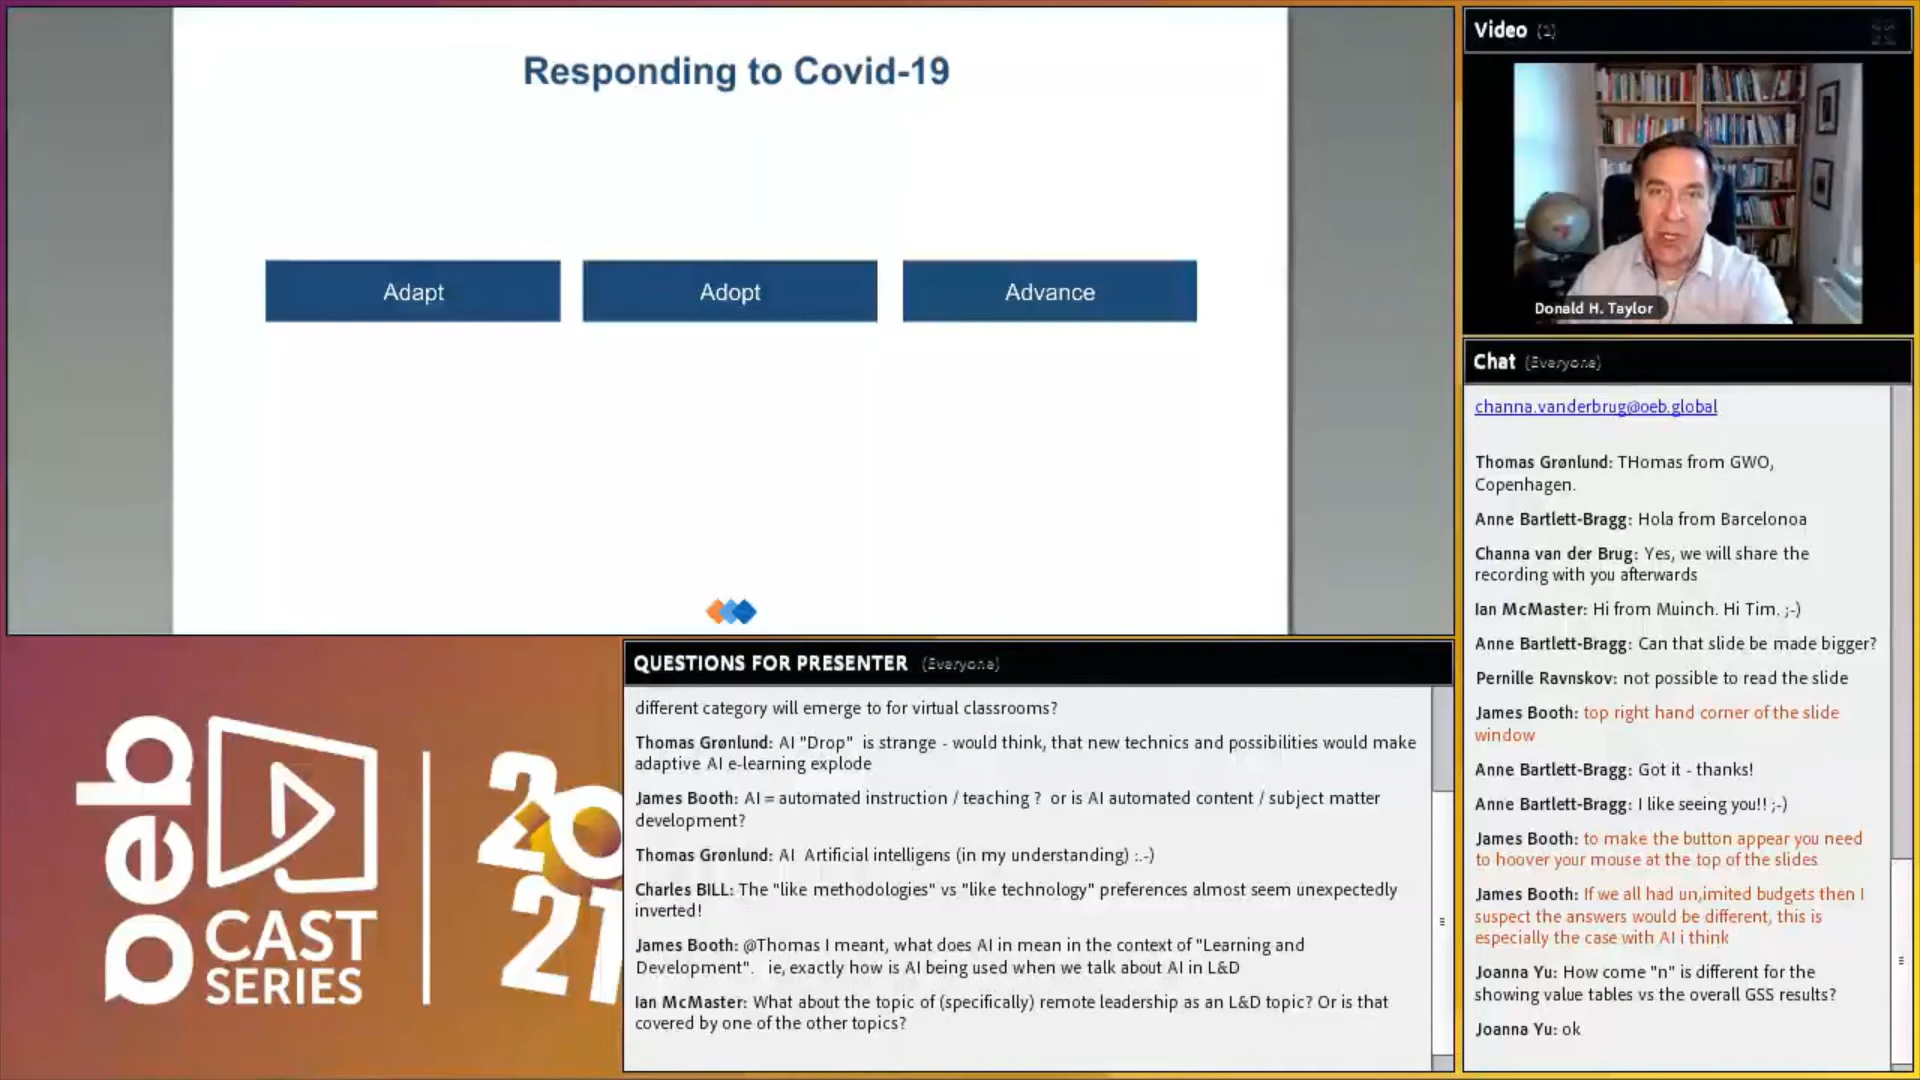 Responding to Covid-19
Adapt
Adopt
Advance
Video (1)
Donald H. Taylor
Chat (Everyone)
channa.vanderbrug@oeb.global
Thomas Grønlund: THomas from GWO,
Copenhagen.
Anne Bartlett-Bragg: Hola from Barcelonoa
Channa van der Brug: Yes, we will share the
recording with you afterwards
Ian McMaster: Hi from Muinch. Hi Tim. ;-)
Anne Bartlett-Bragg: Can that slide be made bigger?
Pernille Ravnskov: not possible to read the slide
James Booth: top right hand corner of the slide
window
Anne Bartlett-Bragg: Got it - thanks!
Anne Bartlett-Bragg: I like seeing you!! ;-)
James Booth: to make the button appear you need
to hoover your mouse at the top of the slides
James Booth: If we all had un,imited budgets then I
suspect the answers would be different, this is
especially the case with AI i think
Joanna Yu: How come "n" is different for the
showing value tables vs the overall GSS results?
Joanna Yu: ok
oeb
CAST
SERIES
20
21
QUESTIONS FOR PRESENTER (Everyone)
different category will emerge to for virtual classrooms?
Thomas Grønlund: AI "Drop" is strange - would think, that new technics and possibilities would make
adaptive AI e-learning explode
James Booth: AI = automated instruction / teaching ? or is AI automated content / subject matter
development?
Thomas Grønlund: AI Artificial intelligens (in my understanding) :.-)
Charles BILL: The "like methodologies" vs "like technology" preferences almost seem unexpectedly
inverted!
James Booth: @Thomas I meant, what does AI in mean in the context of "Learning and
Development". ie, exactly how is AI being used when we talk about AI in L&D
Ian McMaster: What about the topic of (specifically) remote leadership as an L&D topic? Or is that
covered by one of the other topics?